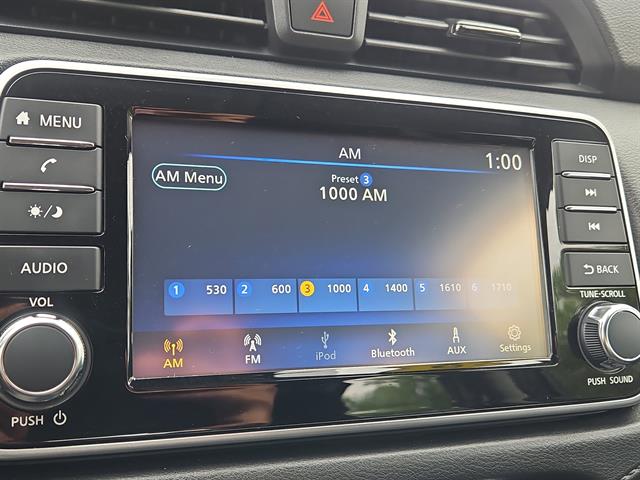 MENU
AUDIO
VOL
PUSH
AM
1:00
AM Menu
Preset 3
1000 AM
1 530 2 600 3 1000 4 1400 5 1610 6 1710
AM FM iPod Bluetooth AUX Settings
DISP
BACK
TUNE-SCROLL
PUSH SOUND